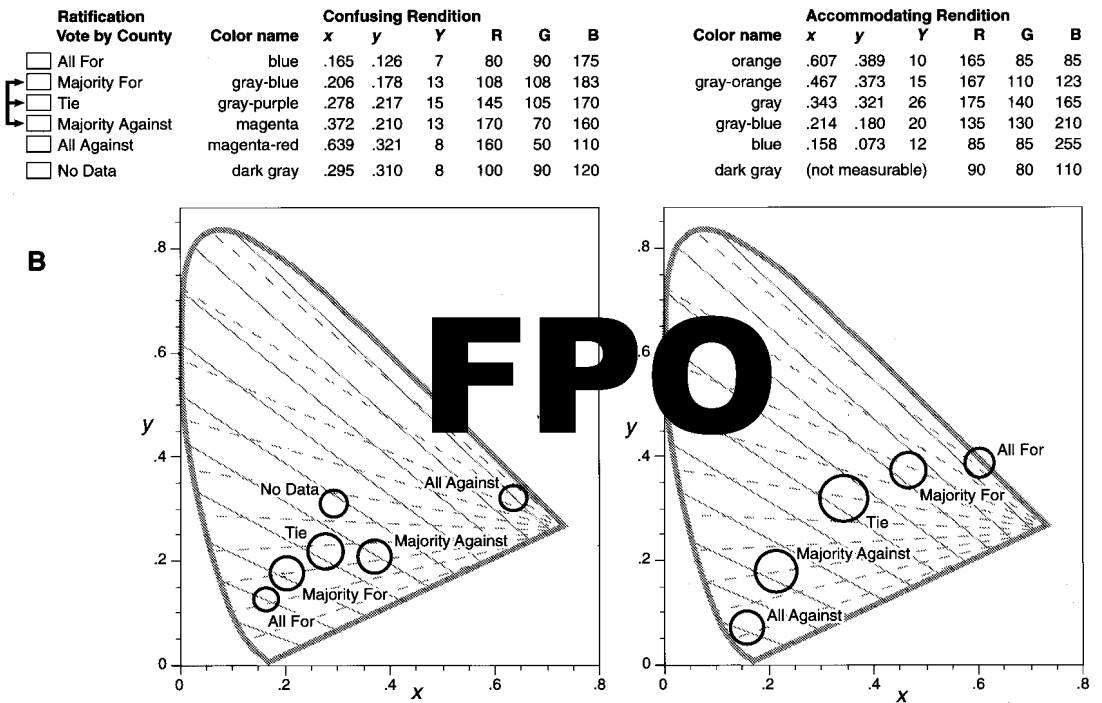 Ratification Confusing Rendition Accommodating Rendition
Vote by County Color name x y Y R G B Color name x y Y R G B
All For blue .165 .126 7 80 90 175 orange .607 .389 10 165 85 85
Majority For gray-blue .206 .178 13 108 108 183 gray-orange .467 .373 15 167 110 123
Tie gray-purple .278 .217 15 145 105 170 gray .343 .321 26 175 140 165
Majority Against magenta .372 .210 13 170 70 160 gray-blue .214 .180 20 135 130 210
All Against magenta-red .639 .321 8 160 50 110 blue .158 .073 12 85 85 255
No Data dark gray .295 .310 8 100 90 120 dark gray (not measurable) 90 80 110
B
.8
.6
y
.4
.2
0
0 .2 .4 .6 .8
x
No Data
All Against
Tie
Majority Against
Majority For
All For
FPO
.8
.6
y
.4
.2
0
0 .2 .4 .6 .8
x
All For
Majority For
Tie
Majority Against
All Against